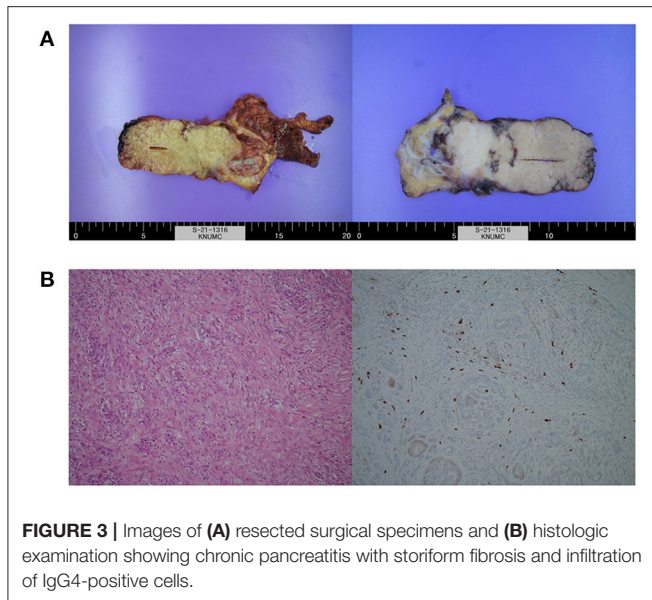 A
S-21-1316
KNUMC
0 5 15 20
S-21-1316
KNUMC
0 5 10
B
FIGURE 3 | Images of (A) resected surgical specimens and (B) histologic
examination showing chronic pancreatitis with storiform fibrosis and infiltration
of IgG4-positive cells.